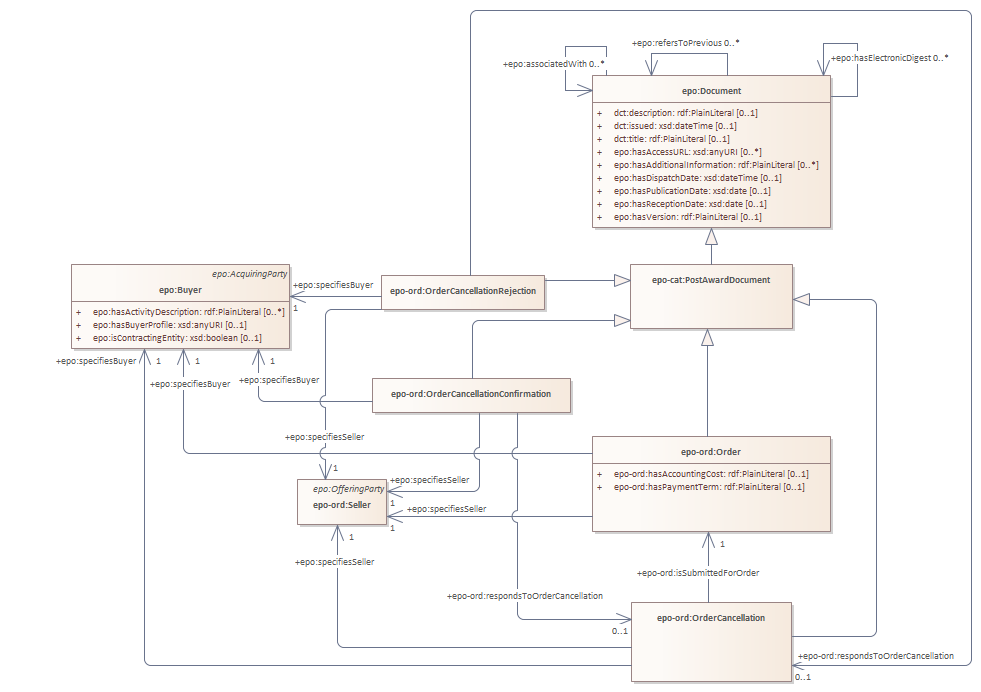 +epo:refersToPrevious 0..*
+epo:associatedWith 0..*
+epo:hasElectronicDigest 0..*
epo:Document
+ dct:description: rdf:PlainLiteral [0..1]
+ dct:issued: xsd:dateTime [0..1]
+ dct:title: rdf:PlainLiteral [0..1]
+ epo:hasAccessURL: xsd:anyURI [0..*]
+ epo:hasAdditionalInformation: rdf:PlainLiteral [0..*]
+ epo:hasDispatchDate: xsd:dateTime [0..1]
+ epo:hasPublicationDate: xsd:date [0..1]
+ epo:hasReceptionDate: xsd:date [0..1]
+ epo:hasVersion: rdf:PlainLiteral [0..1]
epo:AcquiringParty
epo:Buyer
+ epo:hasActivityDescription: rdf:PlainLiteral [0..*]
+ epo:hasBuyerProfile: xsd:anyURI [0..1]
+ epo:isContractingEntity: xsd:boolean [0..1]
+epo:specifiesBuyer
1
epo-ord:OrderCancellationRejection
epo-cat:PostAwardDocument
+epo:specifiesBuyer
1
+epo:specifiesBuyer
1
+epo:specifiesBuyer
1
epo-ord:OrderCancellationConfirmation
+epo:specifiesSeller
1
epo-ord:Order
+ epo-ord:hasAccountingCost: rdf:PlainLiteral [0..1]
+ epo-ord:hasPaymentTerm: rdf:PlainLiteral [0..1]
epo:OfferingParty
epo-ord:Seller
+epo:specifiesSeller
1
+epo:specifiesSeller
1
1
+epo:specifiesSeller
1
+epo-ord:isSubmittedForOrder
+epo-ord:respondsToOrderCancellation
0..1
epo-ord:OrderCancellation
+epo-ord:respondsToOrderCancellation
0..1